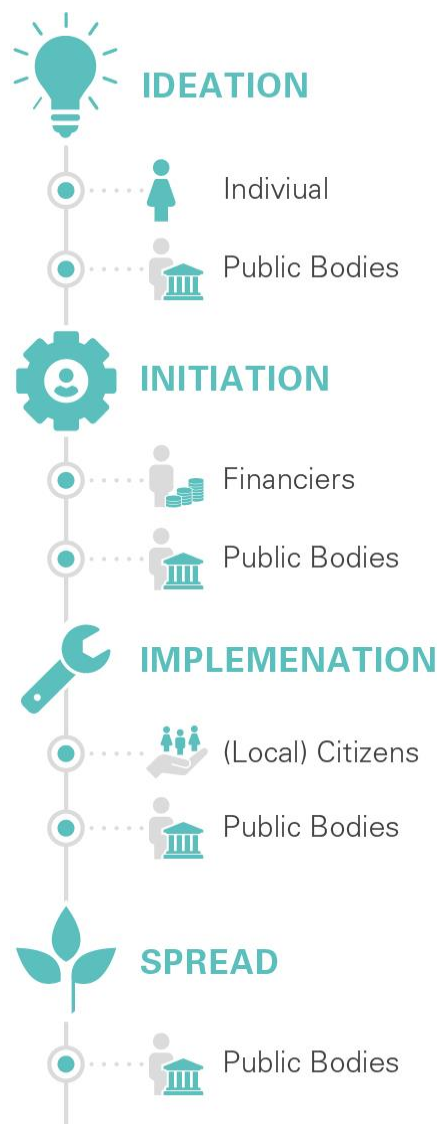 IDEATION
Indiviual
Public Bodies
INITIATION
Financiers
Public Bodies
IMPLEMENATION
(Local) Citizens
Public Bodies
SPREAD
Public Bodies